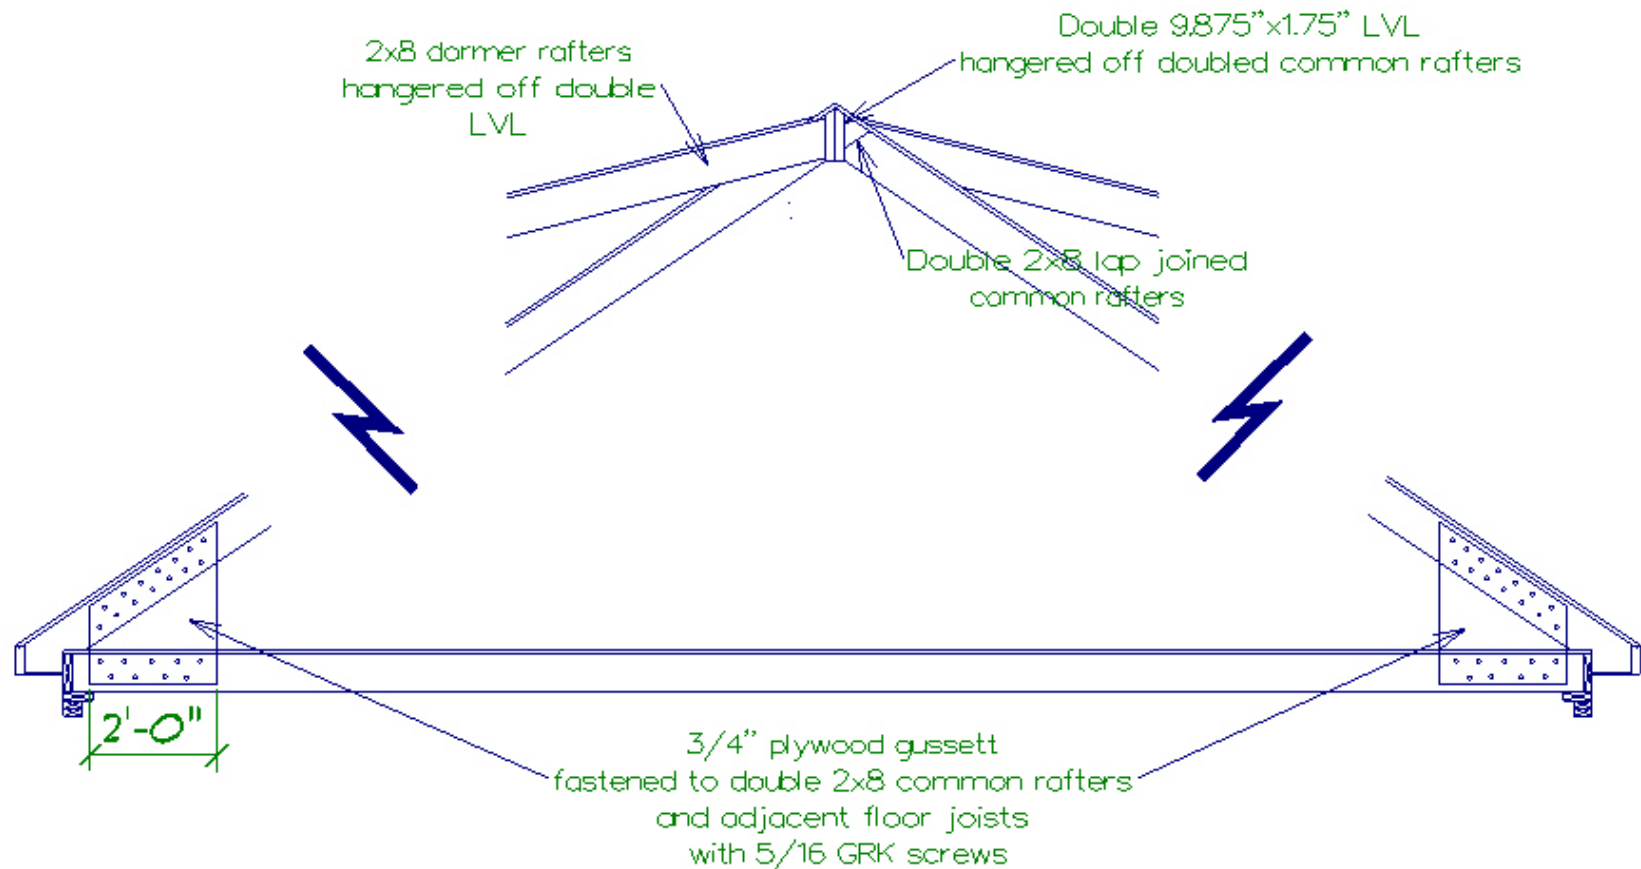 2x8 dormer rafters
hangered off double
LVL
Double 9.875"x1.75" LVL
hangered off doubled common rafters
Double 2x8 lap joined
common rafters
2'-0"
3/4" plywood gussett
fastened to double 2x8 common rafters
and adjacent floor joists
with 5/16 GRK screws